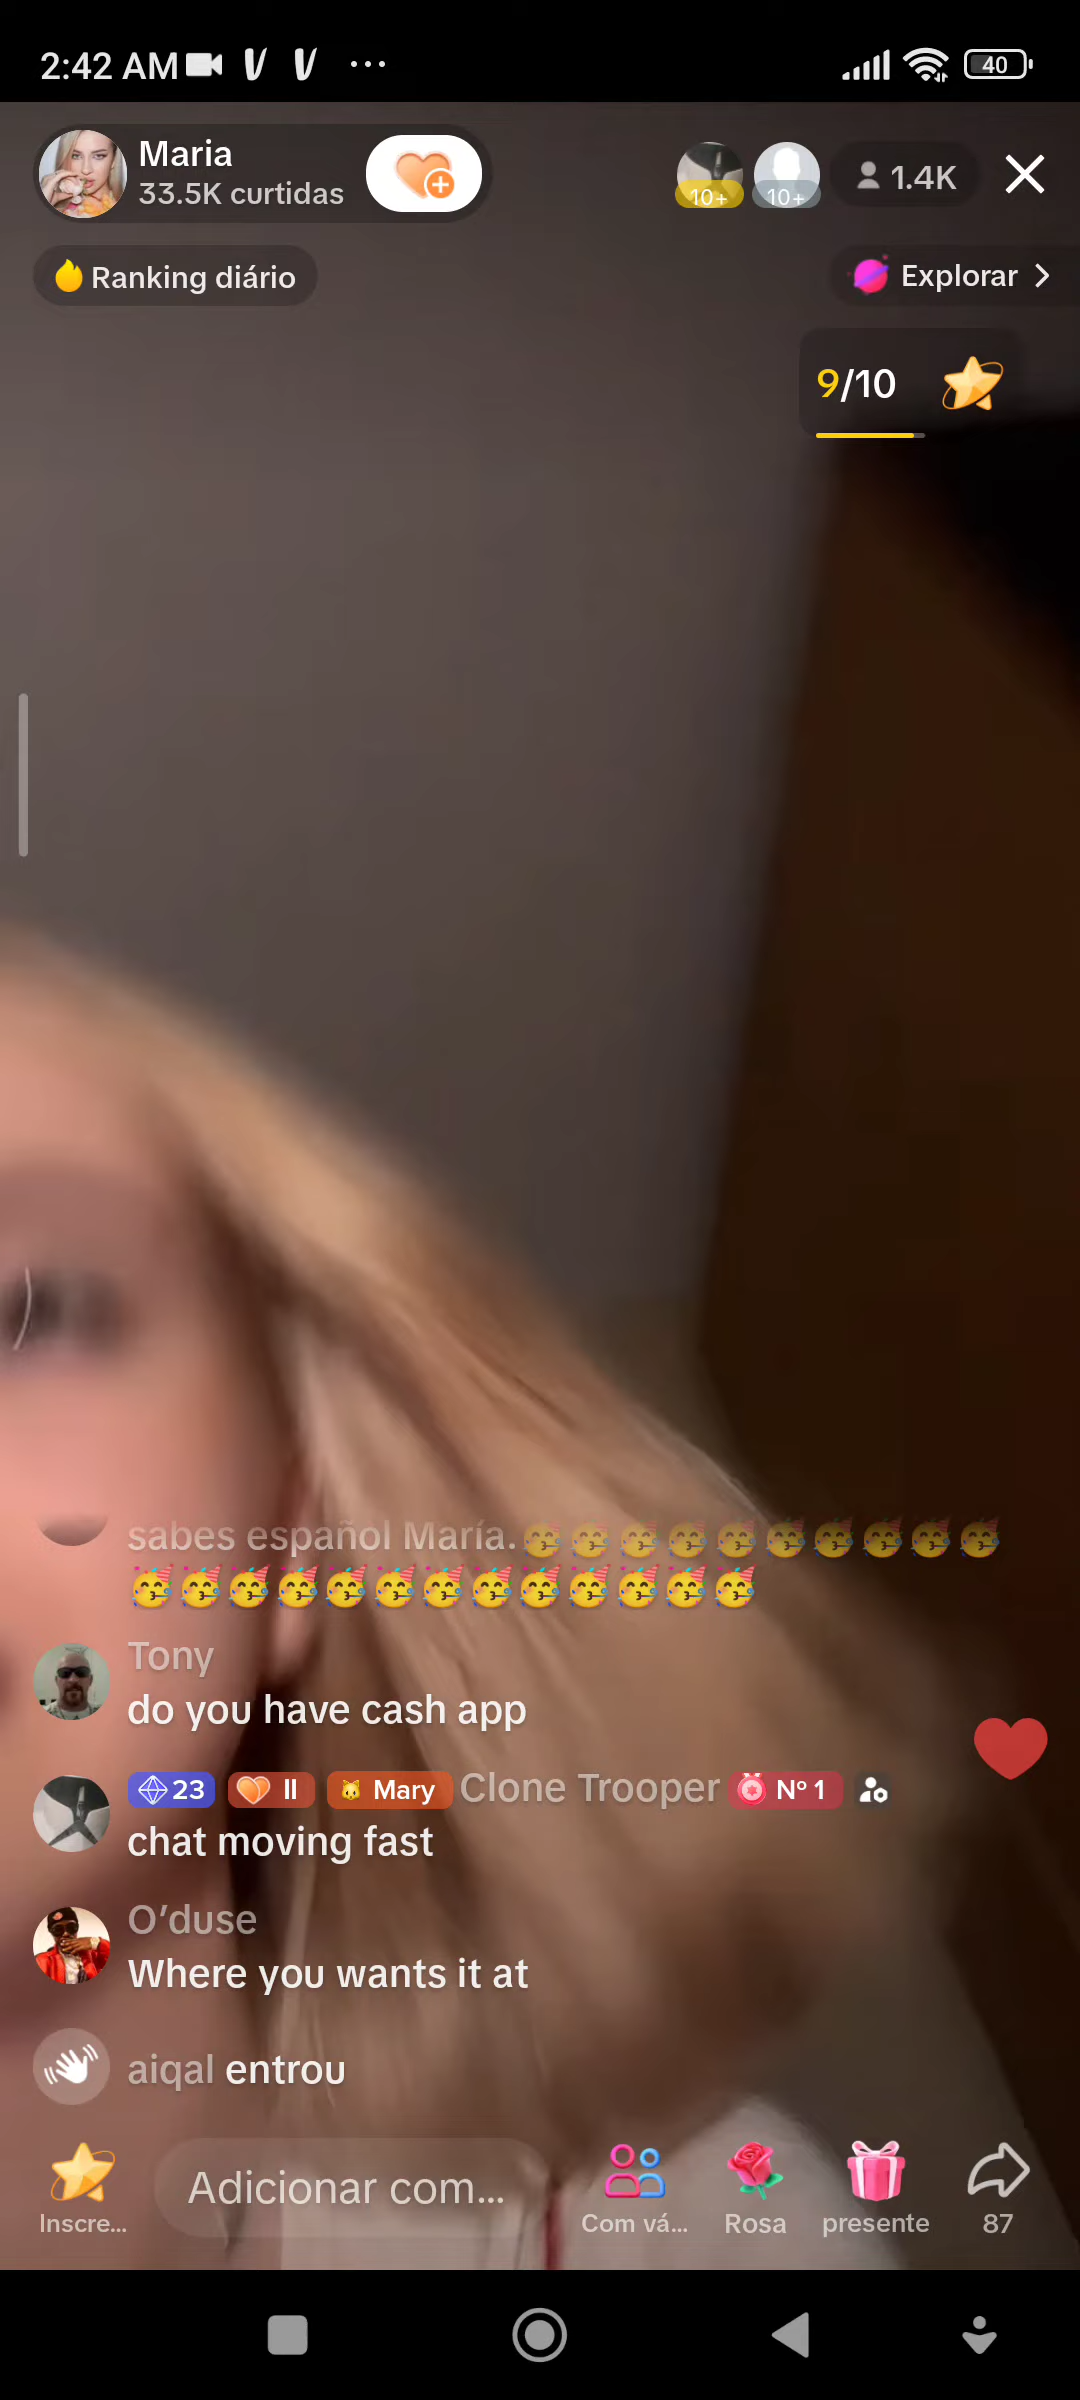 2:42 AM
40
Maria
33.5K curtidas
10+
10+
1.4K
Ranking diário
Explorar
9/10
sabes español María.🥳🥳🥳🥳🥳🥳🥳🥳🥳🥳
🥳🥳🥳🥳🥳🥳🥳🥳🥳🥳🥳🥳🥳
Tony
do you have cash app
23 II Mary Clone Trooper Nº 1
chat moving fast
O’duse
Where you wants it at
aiqal entrou
Adicionar com...
Inscre...
Com vá...
Rosa
presente
87